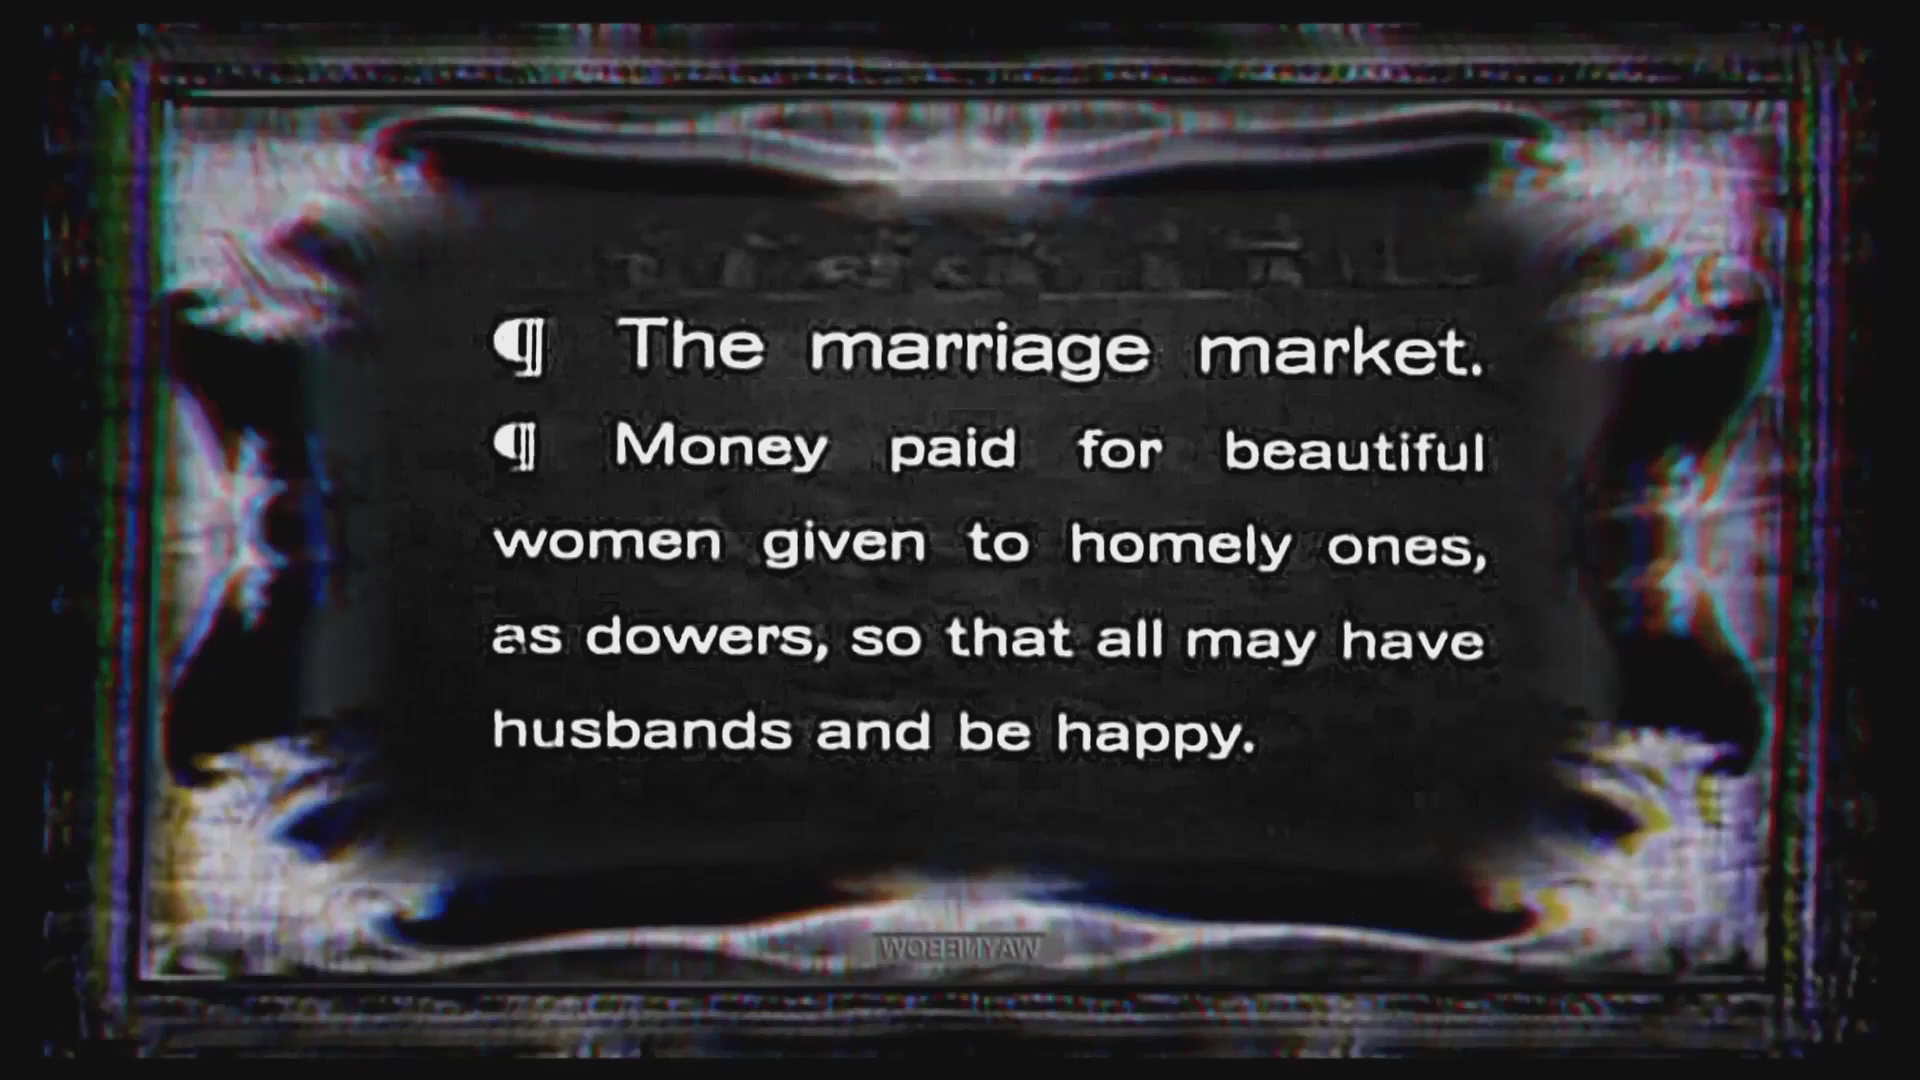 ¶ The marriage market.
¶ Money paid for beautiful
women given to homely ones,
as dowers, so that all may have
husbands and be happy.